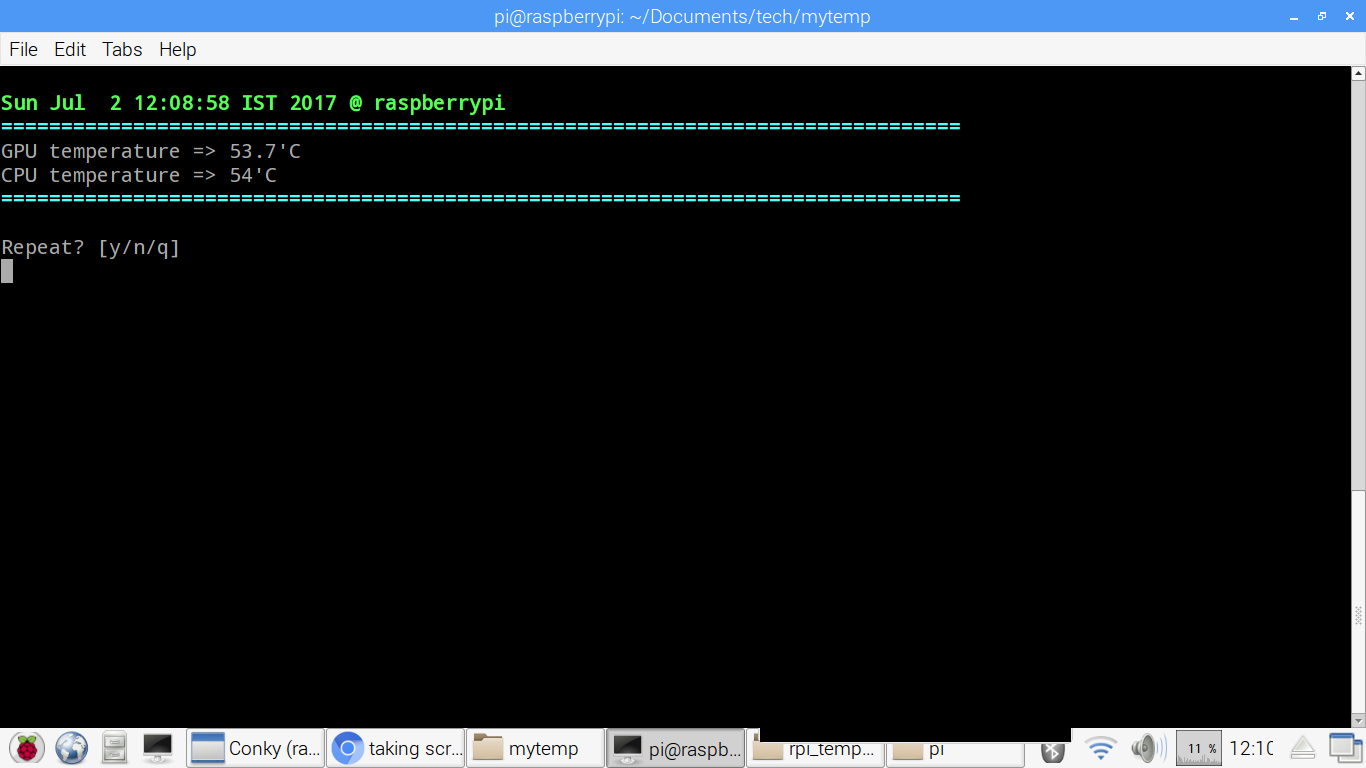 pi@raspberrypi: ~/Documents/tech/mytemp
File Edit Tabs Help
Sun Jul  2 12:08:58 IST 2017 @ raspberrypi
================================================================================
GPU temperature => 53.7'C
CPU temperature => 54'C
================================================================================
Repeat? [y/n/q]
Conky (ra... taking scr... mytemp pi@raspb... rpi_temp... pi 11 % 12:10